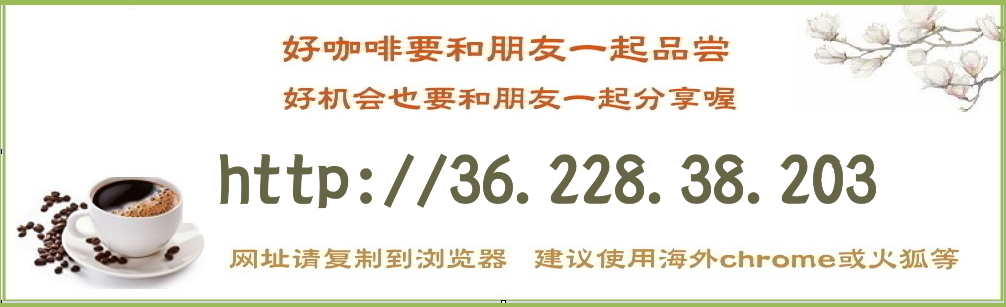 好咖啡要和朋友一起品尝
好机会也要和朋友一起分享喔
http://36.228.38.203
网址请复制到浏览器 建议使用海外chrome或火狐等